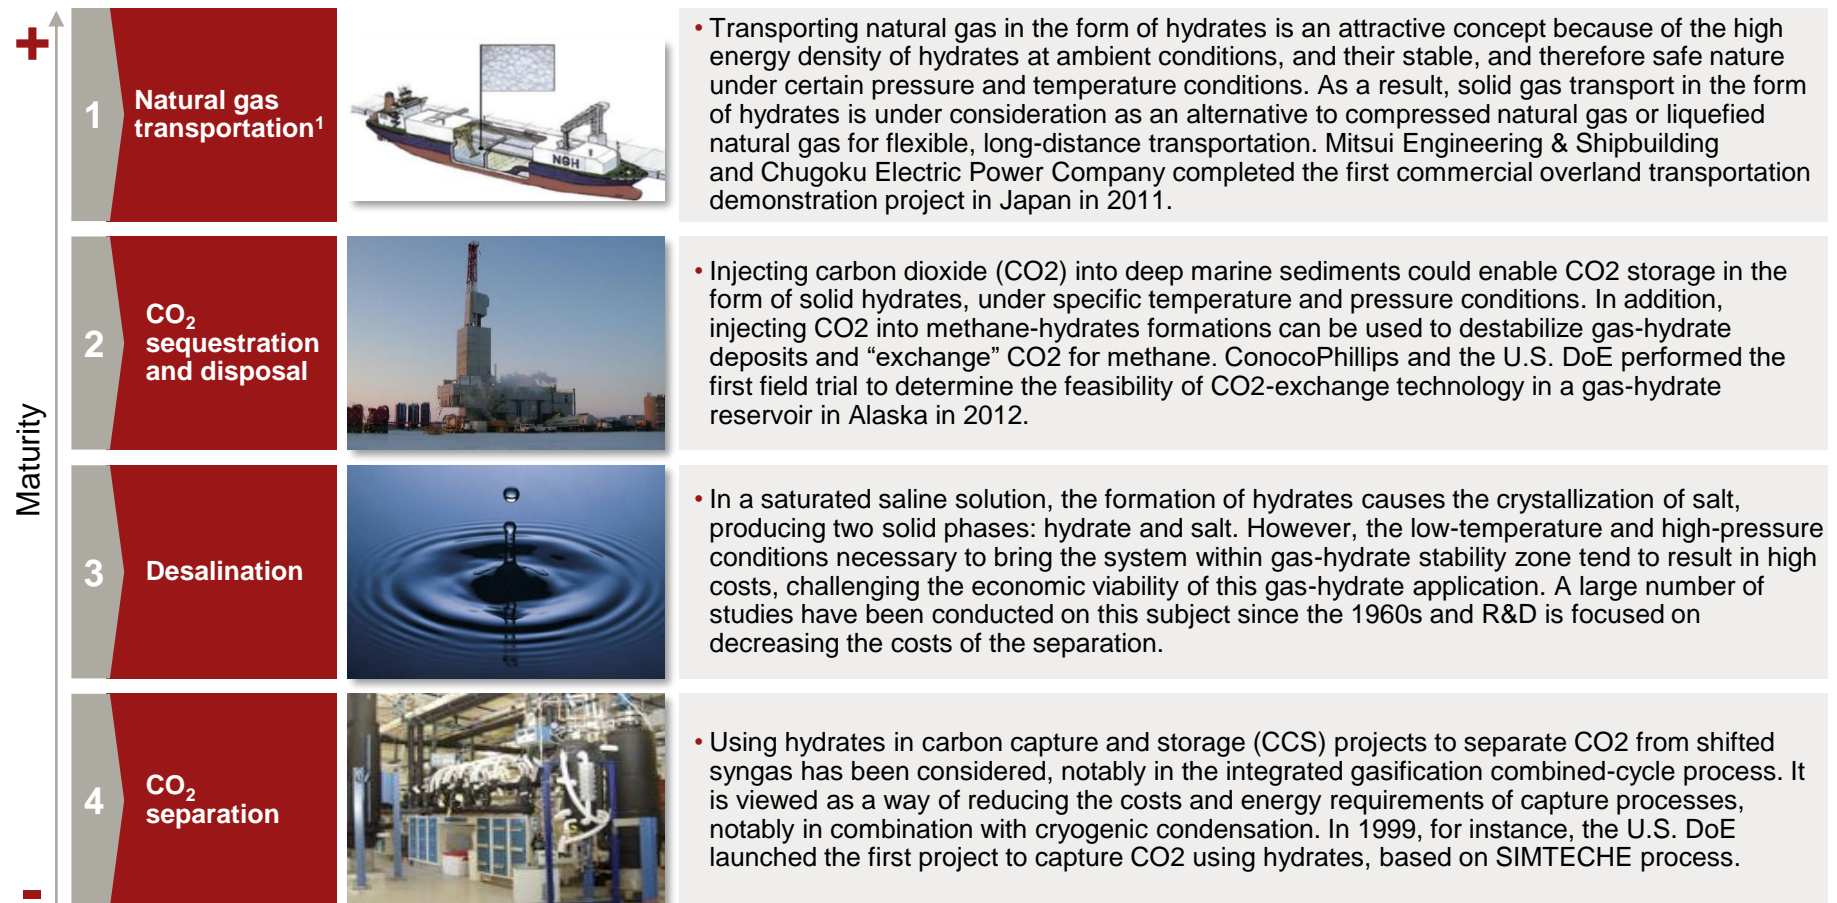 +
Maturity
-
1
Natural gas
transportation¹
NGH
• Transporting natural gas in the form of hydrates is an attractive concept because of the high
energy density of hydrates at ambient conditions, and their stable, and therefore safe nature
under certain pressure and temperature conditions. As a result, solid gas transport in the form
of hydrates is under consideration as an alternative to compressed natural gas or liquefied
natural gas for flexible, long-distance transportation. Mitsui Engineering & Shipbuilding
and Chugoku Electric Power Company completed the first commercial overland transportation
demonstration project in Japan in 2011.
2
CO₂
sequestration
and disposal
• Injecting carbon dioxide (CO2) into deep marine sediments could enable CO2 storage in the
form of solid hydrates, under specific temperature and pressure conditions. In addition,
injecting CO2 into methane-hydrates formations can be used to destabilize gas-hydrate
deposits and “exchange” CO2 for methane. ConocoPhillips and the U.S. DoE performed the
first field trial to determine the feasibility of CO2-exchange technology in a gas-hydrate
reservoir in Alaska in 2012.
3
Desalination
• In a saturated saline solution, the formation of hydrates causes the crystallization of salt,
producing two solid phases: hydrate and salt. However, the low-temperature and high-pressure
conditions necessary to bring the system within gas-hydrate stability zone tend to result in high
costs, challenging the economic viability of this gas-hydrate application. A large number of
studies have been conducted on this subject since the 1960s and R&D is focused on
decreasing the costs of the separation.
4
CO₂
separation
• Using hydrates in carbon capture and storage (CCS) projects to separate CO2 from shifted
syngas has been considered, notably in the integrated gasification combined-cycle process. It
is viewed as a way of reducing the costs and energy requirements of capture processes,
notably in combination with cryogenic condensation. In 1999, for instance, the U.S. DoE
launched the first project to capture CO2 using hydrates, based on SIMTECHE process.